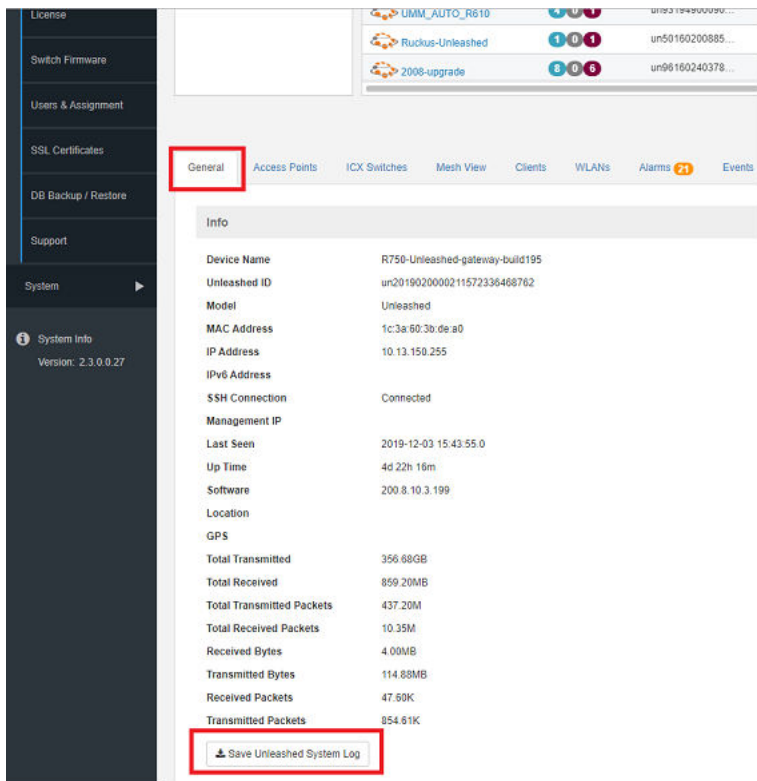 License
Switch Firmware
Users & Assignment
SSL Certificates
DB Backup / Restore
Support
System
System Info
Version: 2.3.0.0.27
UMM_AUTO_R610 4 0 1
Ruckus-Unleashed 1 0 1 un50160200885...
2008-upgrade 8 0 6 un96160240378...
General Access Points ICX Switches Mesh View Clients WLANs Alarms 21 Events
Info
Device Name R750-Unleashed-gateway-build195
Unleashed ID un2019020000211572336468762
Model Unleashed
MAC Address 1c:3a:60:3b:de:a0
IP Address 10.13.150.255
IPv6 Address
SSH Connection Connected
Management IP
Last Seen 2019-12-03 15:43:55.0
Up Time 4d 22h 16m
Software 200.8.10.3.199
Location
GPS
Total Transmitted 356.68GB
Total Received 859.20MB
Total Transmitted Packets 437.20M
Total Received Packets 10.35M
Received Bytes 4.00MB
Transmitted Bytes 114.88MB
Received Packets 47.60K
Transmitted Packets 854.61K
Save Unleashed System Log